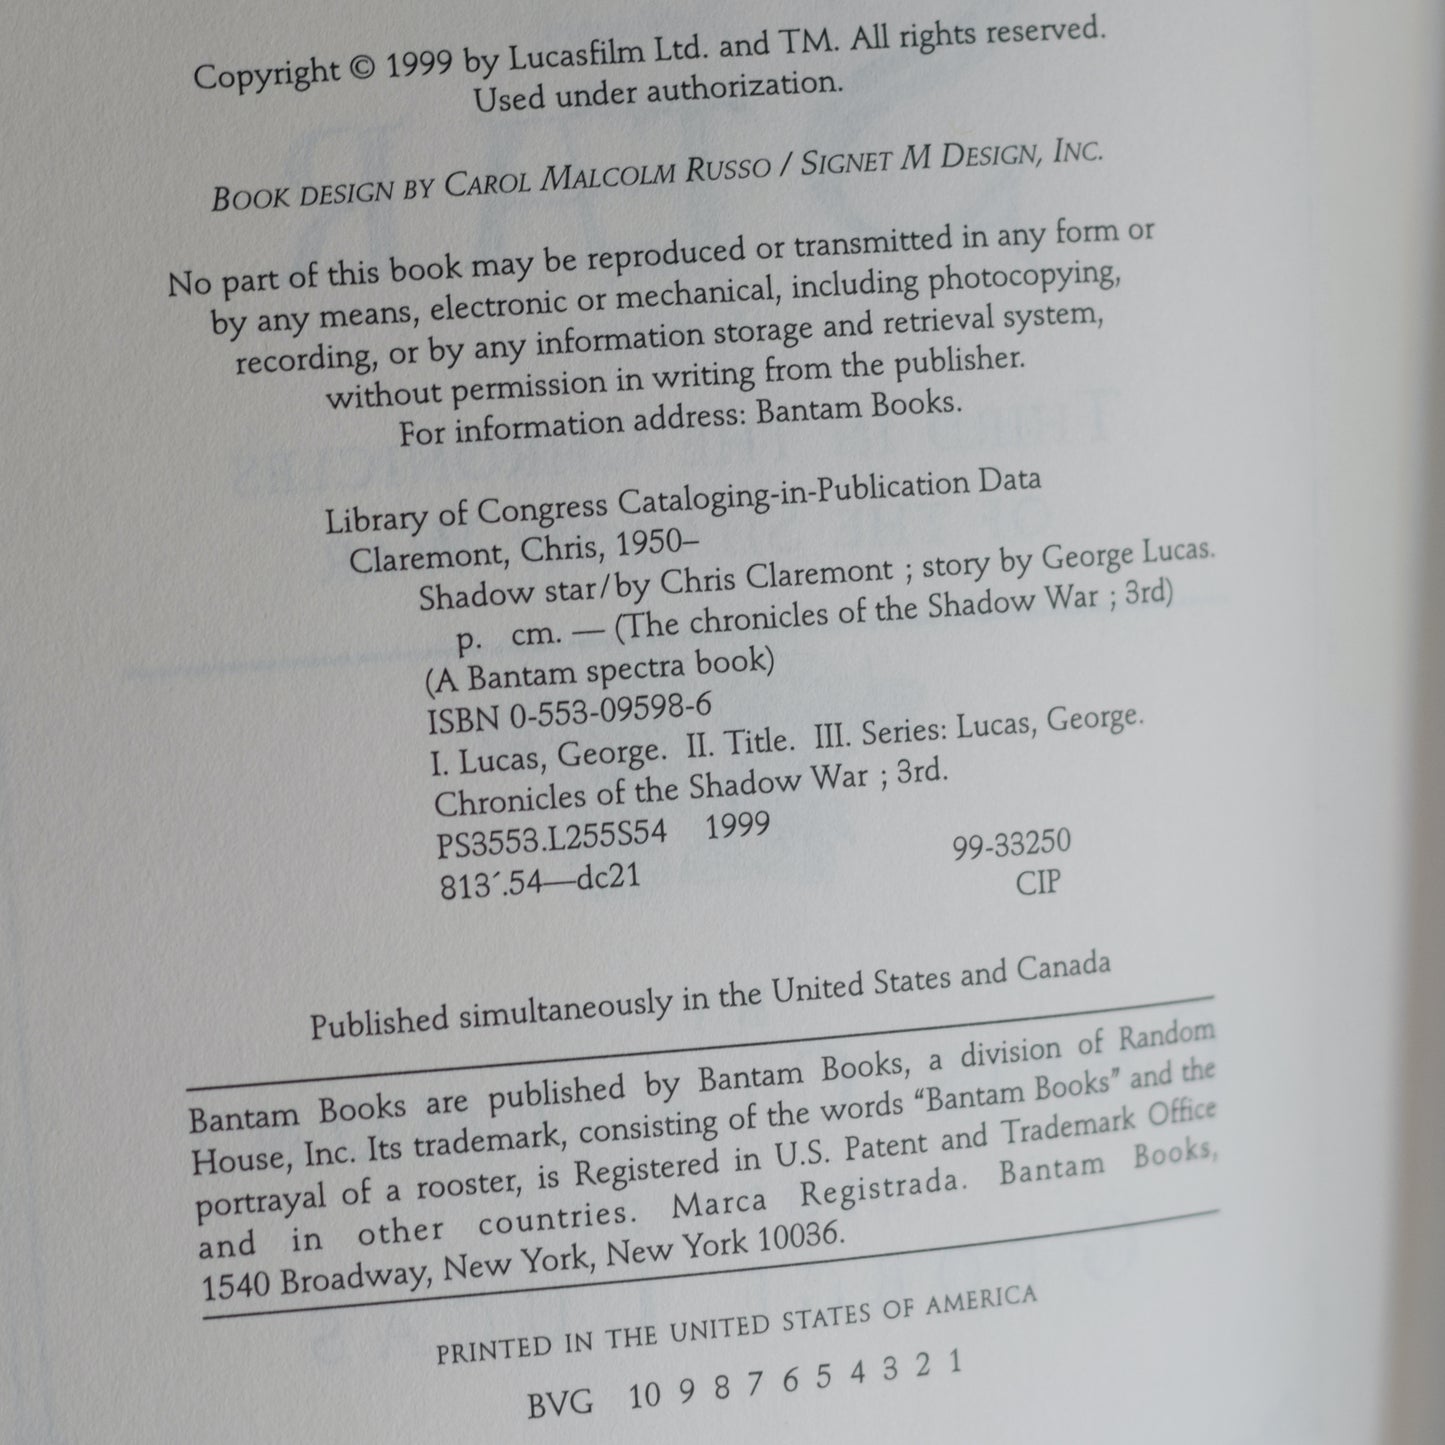 Copyright © 1999 by Lucasfilm Ltd. and TM. All rights reserved.
Used under authorization.
BOOK DESIGN BY CAROL MALCOLM RUSSO / SIGNET M DESIGN, INC.
No part of this book may be reproduced or transmitted in any form or
by any means, electronic or mechanical, including photocopying,
recording, or by any information storage and retrieval system,
without permission in writing from the publisher.
For information address: Bantam Books.
Library of Congress Cataloging-in-Publication Data
Claremont, Chris, 1950–
Shadow star/by Chris Claremont ; story by George Lucas.
p. cm. — (The chronicles of the Shadow War ; 3rd)
(A Bantam spectra book)
ISBN 0-553-09598-6
I. Lucas, George. II. Title. III. Series: Lucas, George.
Chronicles of the Shadow War ; 3rd.
PS3553.L255S54 1999
99-33250
813´.54—dc21
CIP
Published simultaneously in the United States and Canada
Bantam Books are published by Bantam Books, a division of Random
House, Inc. Its trademark, consisting of the words “Bantam Books” and the
portrayal of a rooster, is Registered in U.S. Patent and Trademark Office
and in other countries. Marca Registrada. Bantam Books,
1540 Broadway, New York, New York 10036.
PRINTED IN THE UNITED STATES OF AMERICA
BVG 10 9 8 7 6 5 4 3 2 1